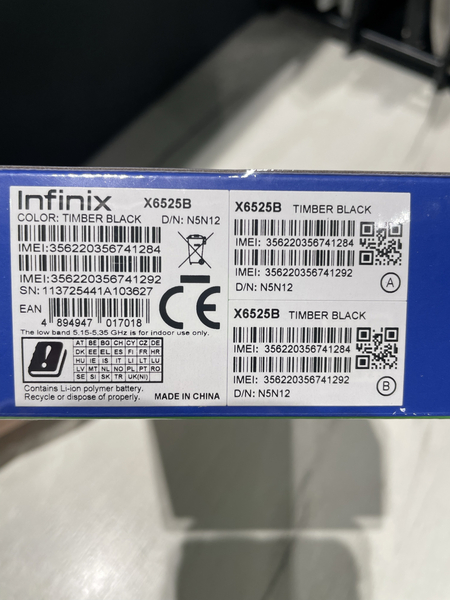 Infinix X6525B
COLOR: TIMBER BLACK D/N: N5N12
IMEI:356220356741284
IMEI:356220356741292
SN:113725441A103627
EAN
4 894947 017018
CE
The low band 5.15-5.35 GHz is for indoor use only.
AT BE BG CH CY CZ DE
DK EE EL ES FI FR HR
HU IE IS IT LI LT LU
LV MT NL NO PL PT RO
SE SI SK TR UK(NI)
Contains Li-ion polymer battery.
Recycle or dispose of properly.
MADE IN CHINA
X6525B TIMBER BLACK
IMEI: 356220356741284
IMEI: 356220356741292
D/N: N5N12
A
X6525B TIMBER BLACK
IMEI: 356220356741284
IMEI: 356220356741292
D/N: N5N12
B